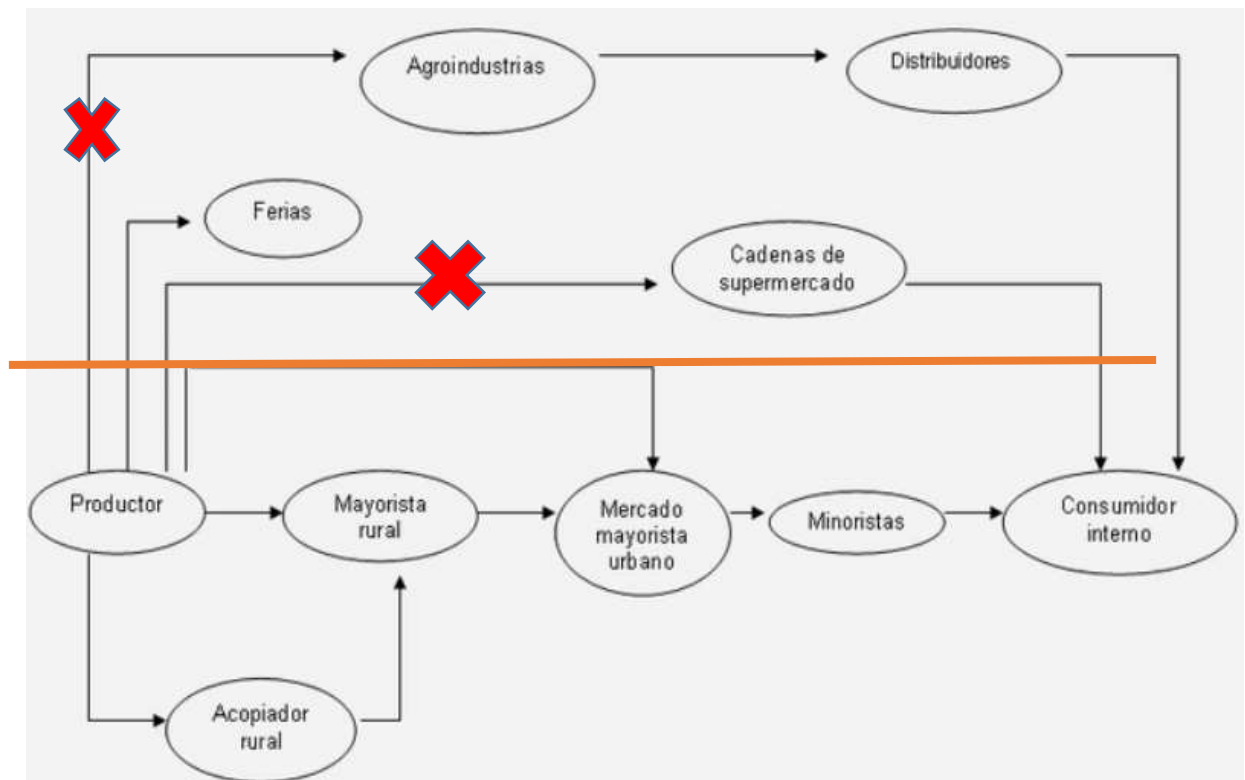 Agroindustrias
Distribuidores
Ferias
Cadenas de
supermercado
Productor
Mayorista
rural
Mercado
mayorista
urbano
Minoristas
Consumidor
interno
Acopiador
rural